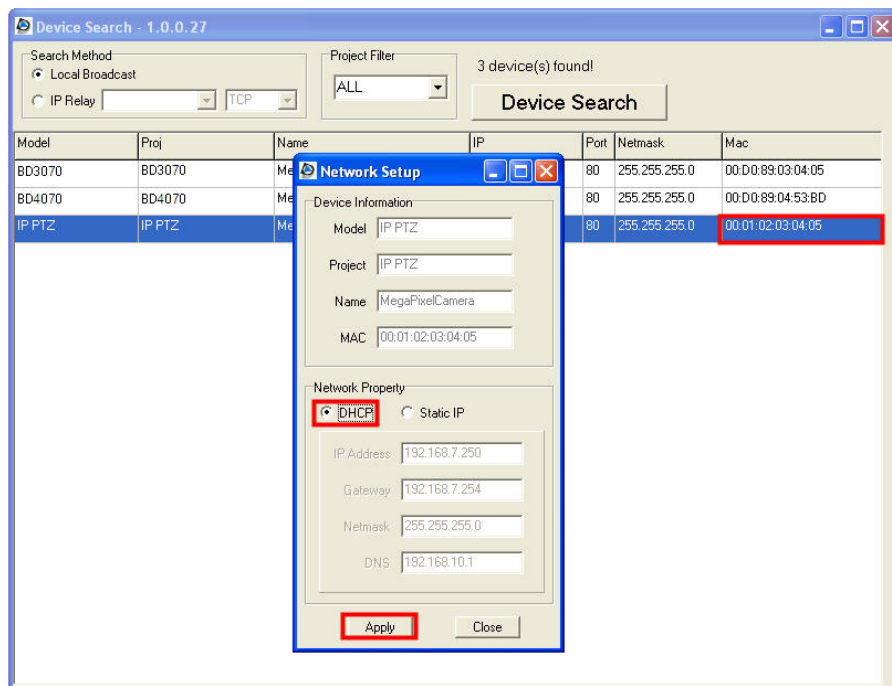 Device Search - 1.0.0.27
Search Method
Local Broadcast
IP Relay TCP
Project Filter
ALL
3 device(s) found!
Device Search
Model Proj Name IP Port Netmask Mac
BD3070 BD3070 Me 80 255.255.255.0 00:D0:89:03:04:05
BD4070 BD4070 Me 80 255.255.255.0 00:D0:89:04:53:BD
IP PTZ IP PTZ Me 80 255.255.255.0 00:01:02:03:04:05
Network Setup
Device Information
Model IP PTZ
Project IP PTZ
Name MegaPixelCamera
MAC 00:01:02:03:04:05
Network Property
DHCP Static IP
IP Address 192.168.7.250
Gateway 192.168.7.254
Netmask 255.255.255.0
DNS 192.168.10.1
Apply Close